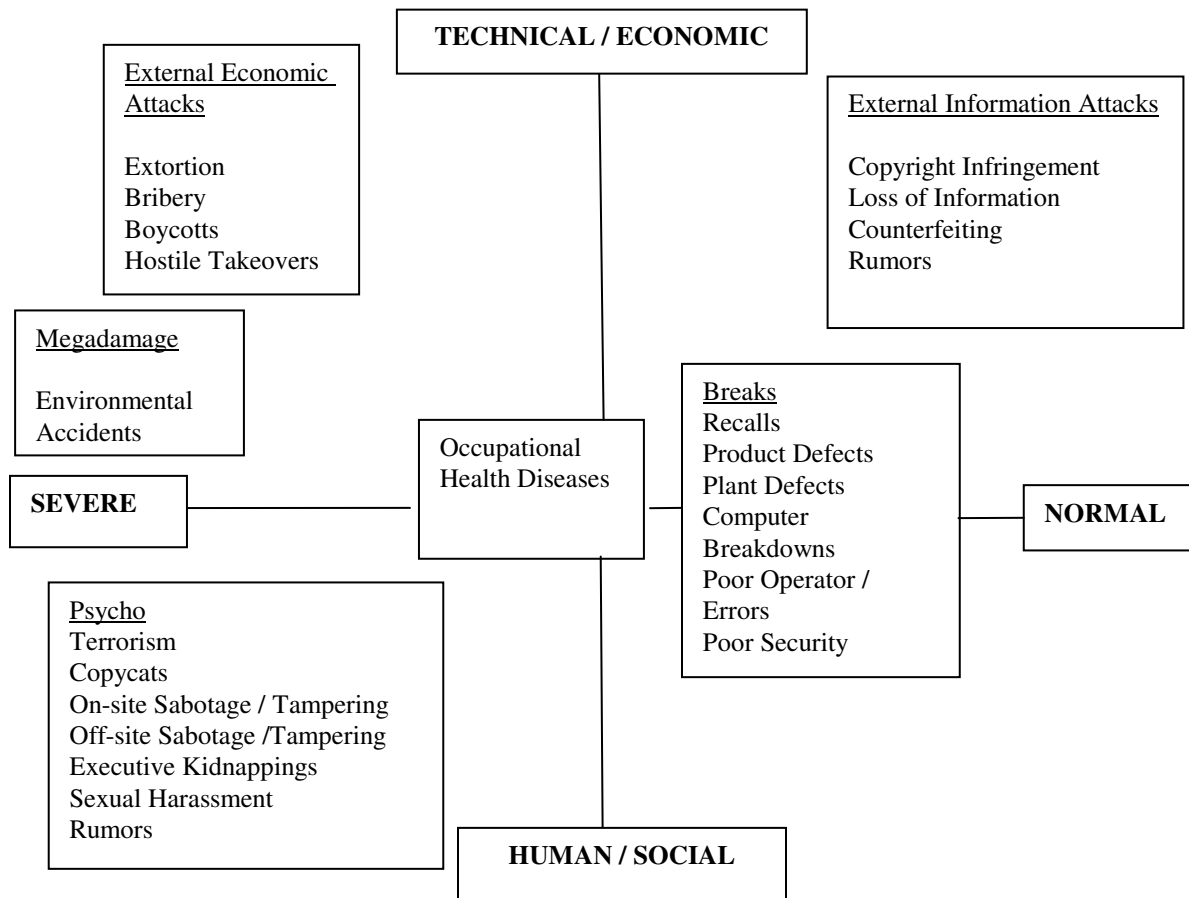 TECHNICAL / ECONOMIC
External Economic
Attacks
Extortion
Bribery
Boycotts
Hostile Takeovers
External Information Attacks
Copyright Infringement
Loss of Information
Counterfeiting
Rumors
Megadamage
Environmental
Accidents
Occupational
Health Diseases
Breaks
Recalls
Product Defects
Plant Defects
Computer
Breakdowns
Poor Operator /
Errors
Poor Security
SEVERE
NORMAL
Psycho
Terrorism
Copycats
On-site Sabotage / Tampering
Off-site Sabotage /Tampering
Executive Kidnappings
Sexual Harassment
Rumors
HUMAN / SOCIAL